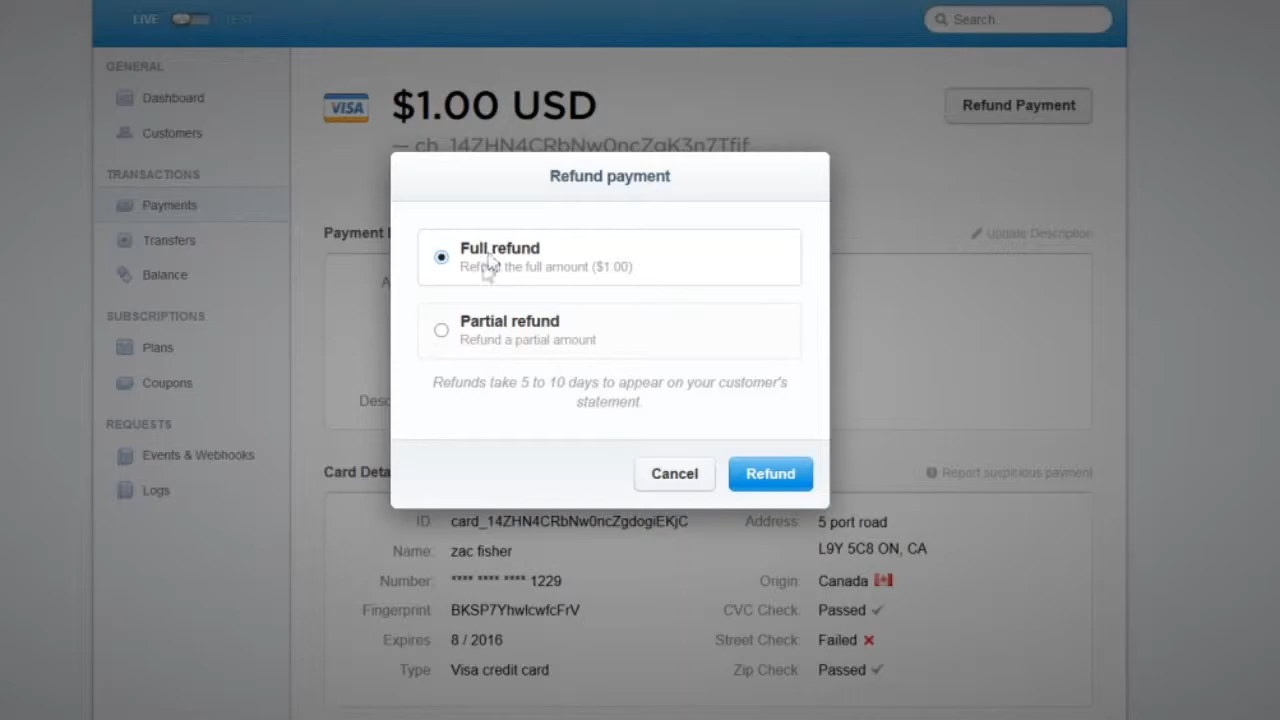 LIVE TEST
Search
GENERAL
Dashboard
Customers
TRANSACTIONS
Payments
Transfers
Balance
SUBSCRIPTIONS
Plans
Coupons
REQUESTS
Events & Webhooks
Logs
VISA $1.00 USD
Refund Payment
Refund payment
Full refund
Refund the full amount ($1.00)
Partial refund
Refund a partial amount
Refunds take 5 to 10 days to appear on your customer's
statement.
Cancel Refund
Payment
Update Description
Card
Report suspicious payment
ID: card_14ZHN4CRbNw0ncZgdogiEKjC
Name: zac fisher
Number: **** **** **** 1229
Fingerprint: BKSP7YhwlcwfcFrV
Expires: 8 / 2016
Type: Visa credit card
Address: 5 port road
L9Y 5C8 ON, CA
Origin: Canada
CVC Check: Passed
Street Check: Failed
Zip Check: Passed